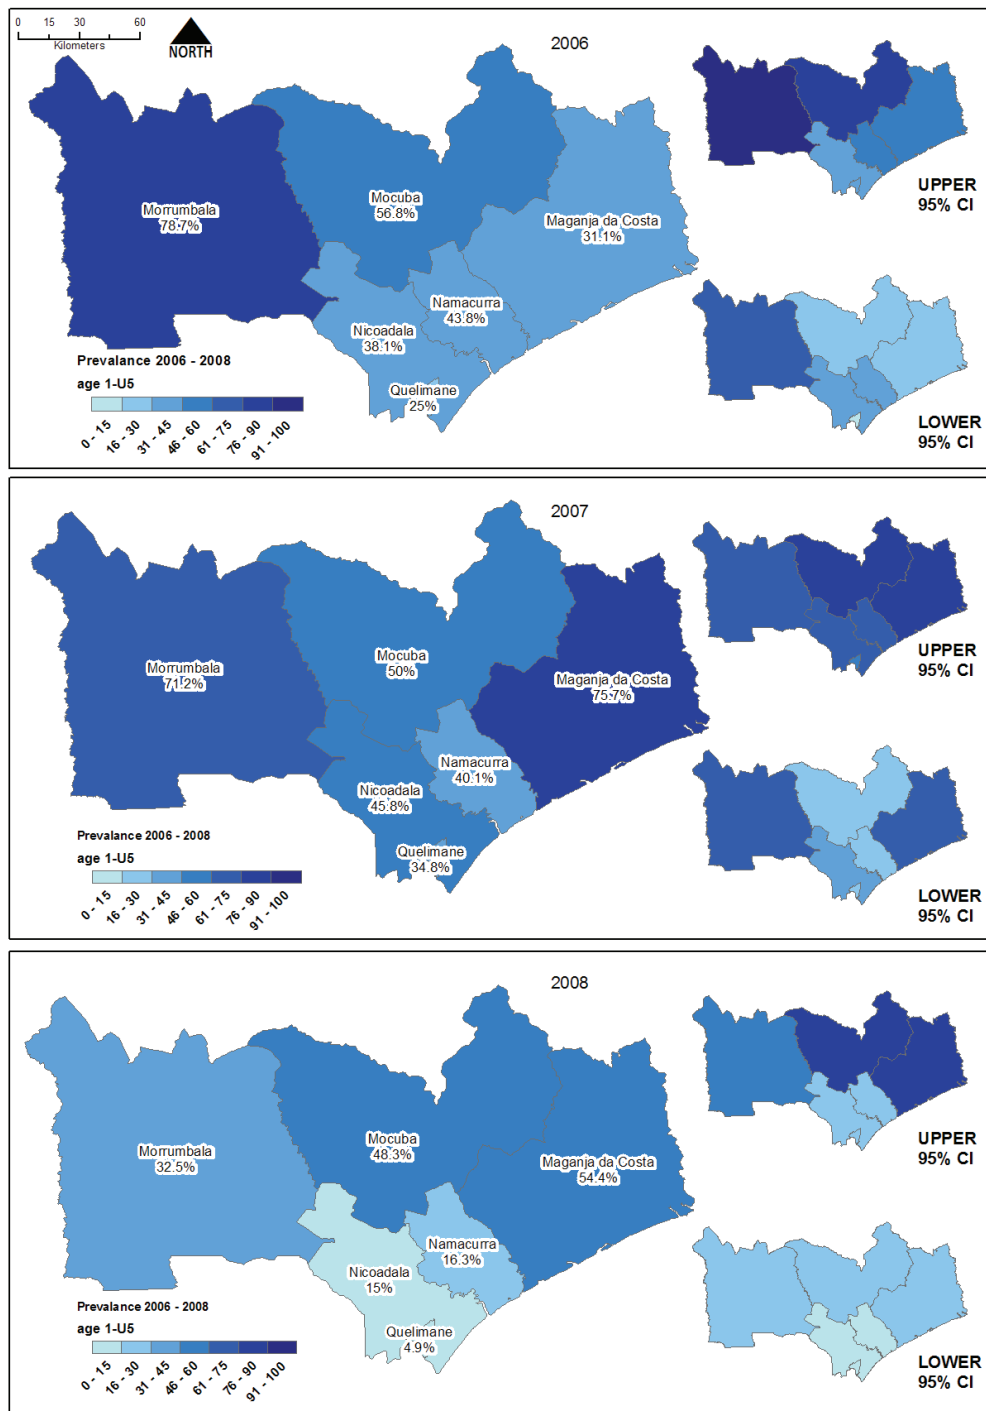 0 15 30 60
Kilometers
NORTH
2006
Morrumbala
78.7%
Mocuba
56.8%
Maganja da Costa
31.1%
Namacurra
43.8%
Nicoadala
38.1%
Quelimane
25%
Prevalance 2006 - 2008
age 1-U5
0 - 15
16 - 30
31 - 45
46 - 60
61 - 75
76 - 90
91 - 100
UPPER
95% CI
LOWER
95% CI
2007
Morrumbala
71.2%
Mocuba
50%
Maganja da Costa
75.7%
Namacurra
40.1%
Nicoadala
45.8%
Quelimane
34.8%
Prevalance 2006 - 2008
age 1-U5
0 - 15
16 - 30
31 - 45
46 - 60
61 - 75
76 - 90
91 - 100
UPPER
95% CI
LOWER
95% CI
2008
Morrumbala
32.5%
Mocuba
48.3%
Maganja da Costa
54.4%
Namacurra
16.3%
Nicoadala
15%
Quelimane
4.9%
Prevalance 2006 - 2008
age 1-U5
0 - 15
16 - 30
31 - 45
46 - 60
61 - 75
76 - 90
91 - 100
UPPER
95% CI
LOWER
95% CI